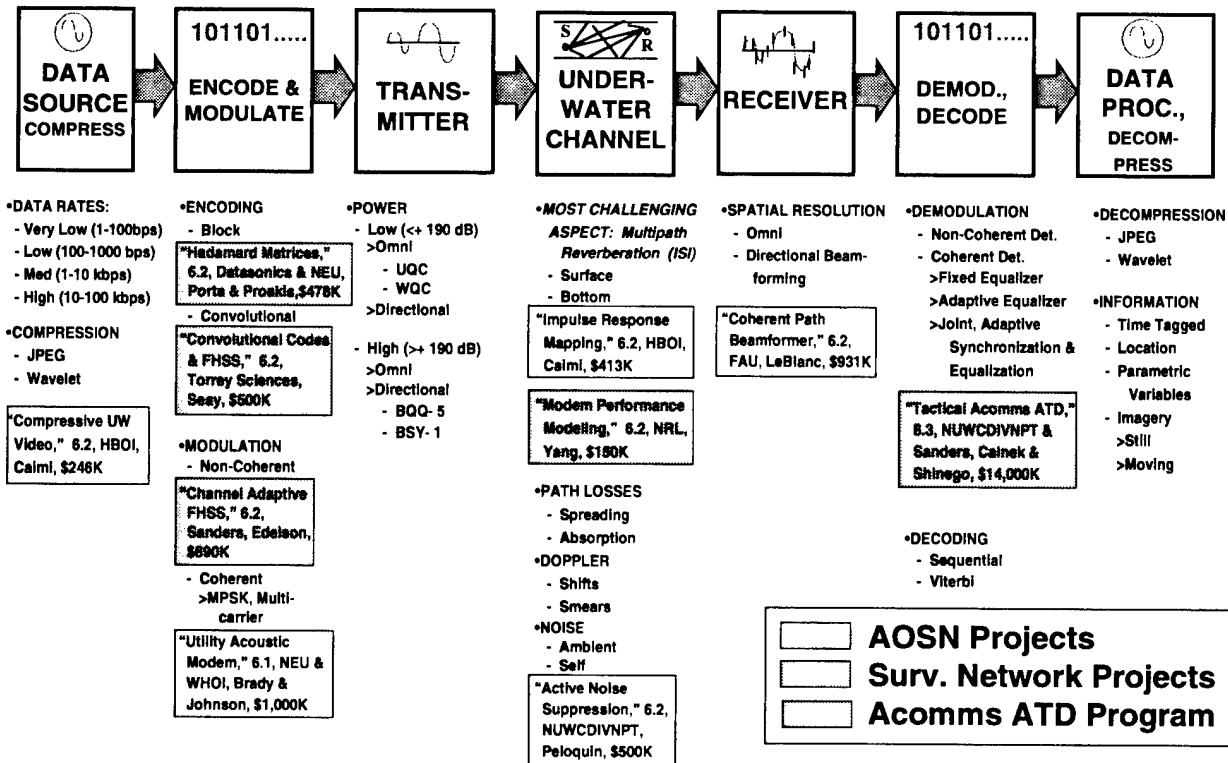 DATA
SOURCE
COMPRESS
101101.....
ENCODE &
MODULATE
TRANS-
MITTER
S
R
UNDER-
WATER
CHANNEL
RECEIVER
101101.....
DEMOD.,
DECODE
DATA
PROC.,
DECOM-
PRESS
•DATA RATES:
- Very Low (1-100bps)
- Low (100-1000 bps)
- Med (1-10 kbps)
- High (10-100 kbps)
•COMPRESSION
- JPEG
- Wavelet
"Compressive UW
Video," 6.2, HBOI,
Caimi, $246K
•ENCODING
- Block
"Hadamard Matrices,"
6.2, Datasonics & NEU,
Porta & Proakis,$478K
- Convolutional
"Convolutional Codes
& FHSS," 6.2,
Torrey Sciences,
Seay, $500K
•MODULATION
- Non-Coherent
"Channel Adaptive
FHSS," 6.2,
Sanders, Edelson,
$690K
- Coherent
>MPSK, Multi-
carrier
"Utility Acoustic
Modem," 6.1, NEU &
WHOI, Brady &
Johnson, $1,000K
•POWER
- Low (<+ 190 dB)
>Omni
- UQC
- WQC
>Directional
- High (>+ 190 dB)
>Omni
>Directional
- BQQ- 5
- BSY- 1
•MOST CHALLENGING
ASPECT: Multipath
Reverberation (ISI)
- Surface
- Bottom
"Impulse Response
Mapping," 6.2, HBOI,
Caimi, $413K
"Modem Performance
Modeling," 6.2, NRL,
Yang, $150K
•PATH LOSSES
- Spreading
- Absorption
•DOPPLER
- Shifts
- Smears
•NOISE
- Ambient
- Self
"Active Noise
Suppression," 6.2,
NUWCDIVNPT,
Peloquin, $500K
•SPATIAL RESOLUTION
- Omni
- Directional Beam-
forming
"Coherent Path
Beamformer," 6.2,
FAU, LeBlanc, $931K
•DEMODULATION
- Non-Coherent Det.
- Coherent Det.
>Fixed Equalizer
>Adaptive Equalizer
>Joint, Adaptive
Synchronization &
Equalization
"Tactical Acomms ATD,"
6.3, NUWCDIVNPT &
Sanders, Calnek &
Shinego, $14,000K
•DECODING
- Sequential
- Viterbi
•DECOMPRESSION
- JPEG
- Wavelet
•INFORMATION
- Time Tagged
- Location
- Parametric
Variables
- Imagery
>Still
>Moving
AOSN Projects
Surv. Network Projects
Acomms ATD Program